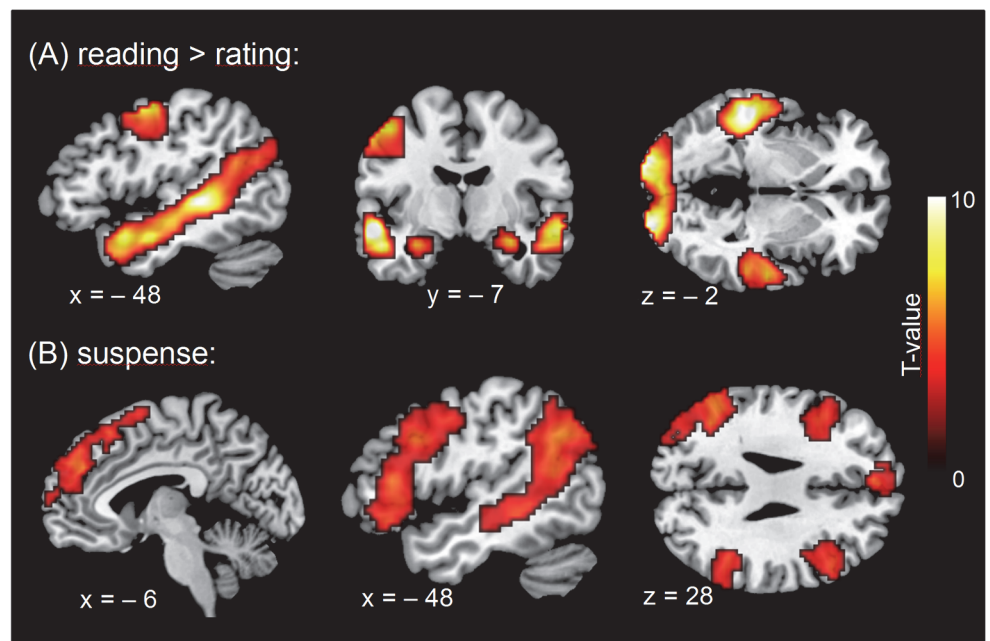 (A) reading > rating:
x = – 48
y = – 7
z = – 2
10
T-value
0
(B) suspense:
x = – 6
x = – 48
z = 28